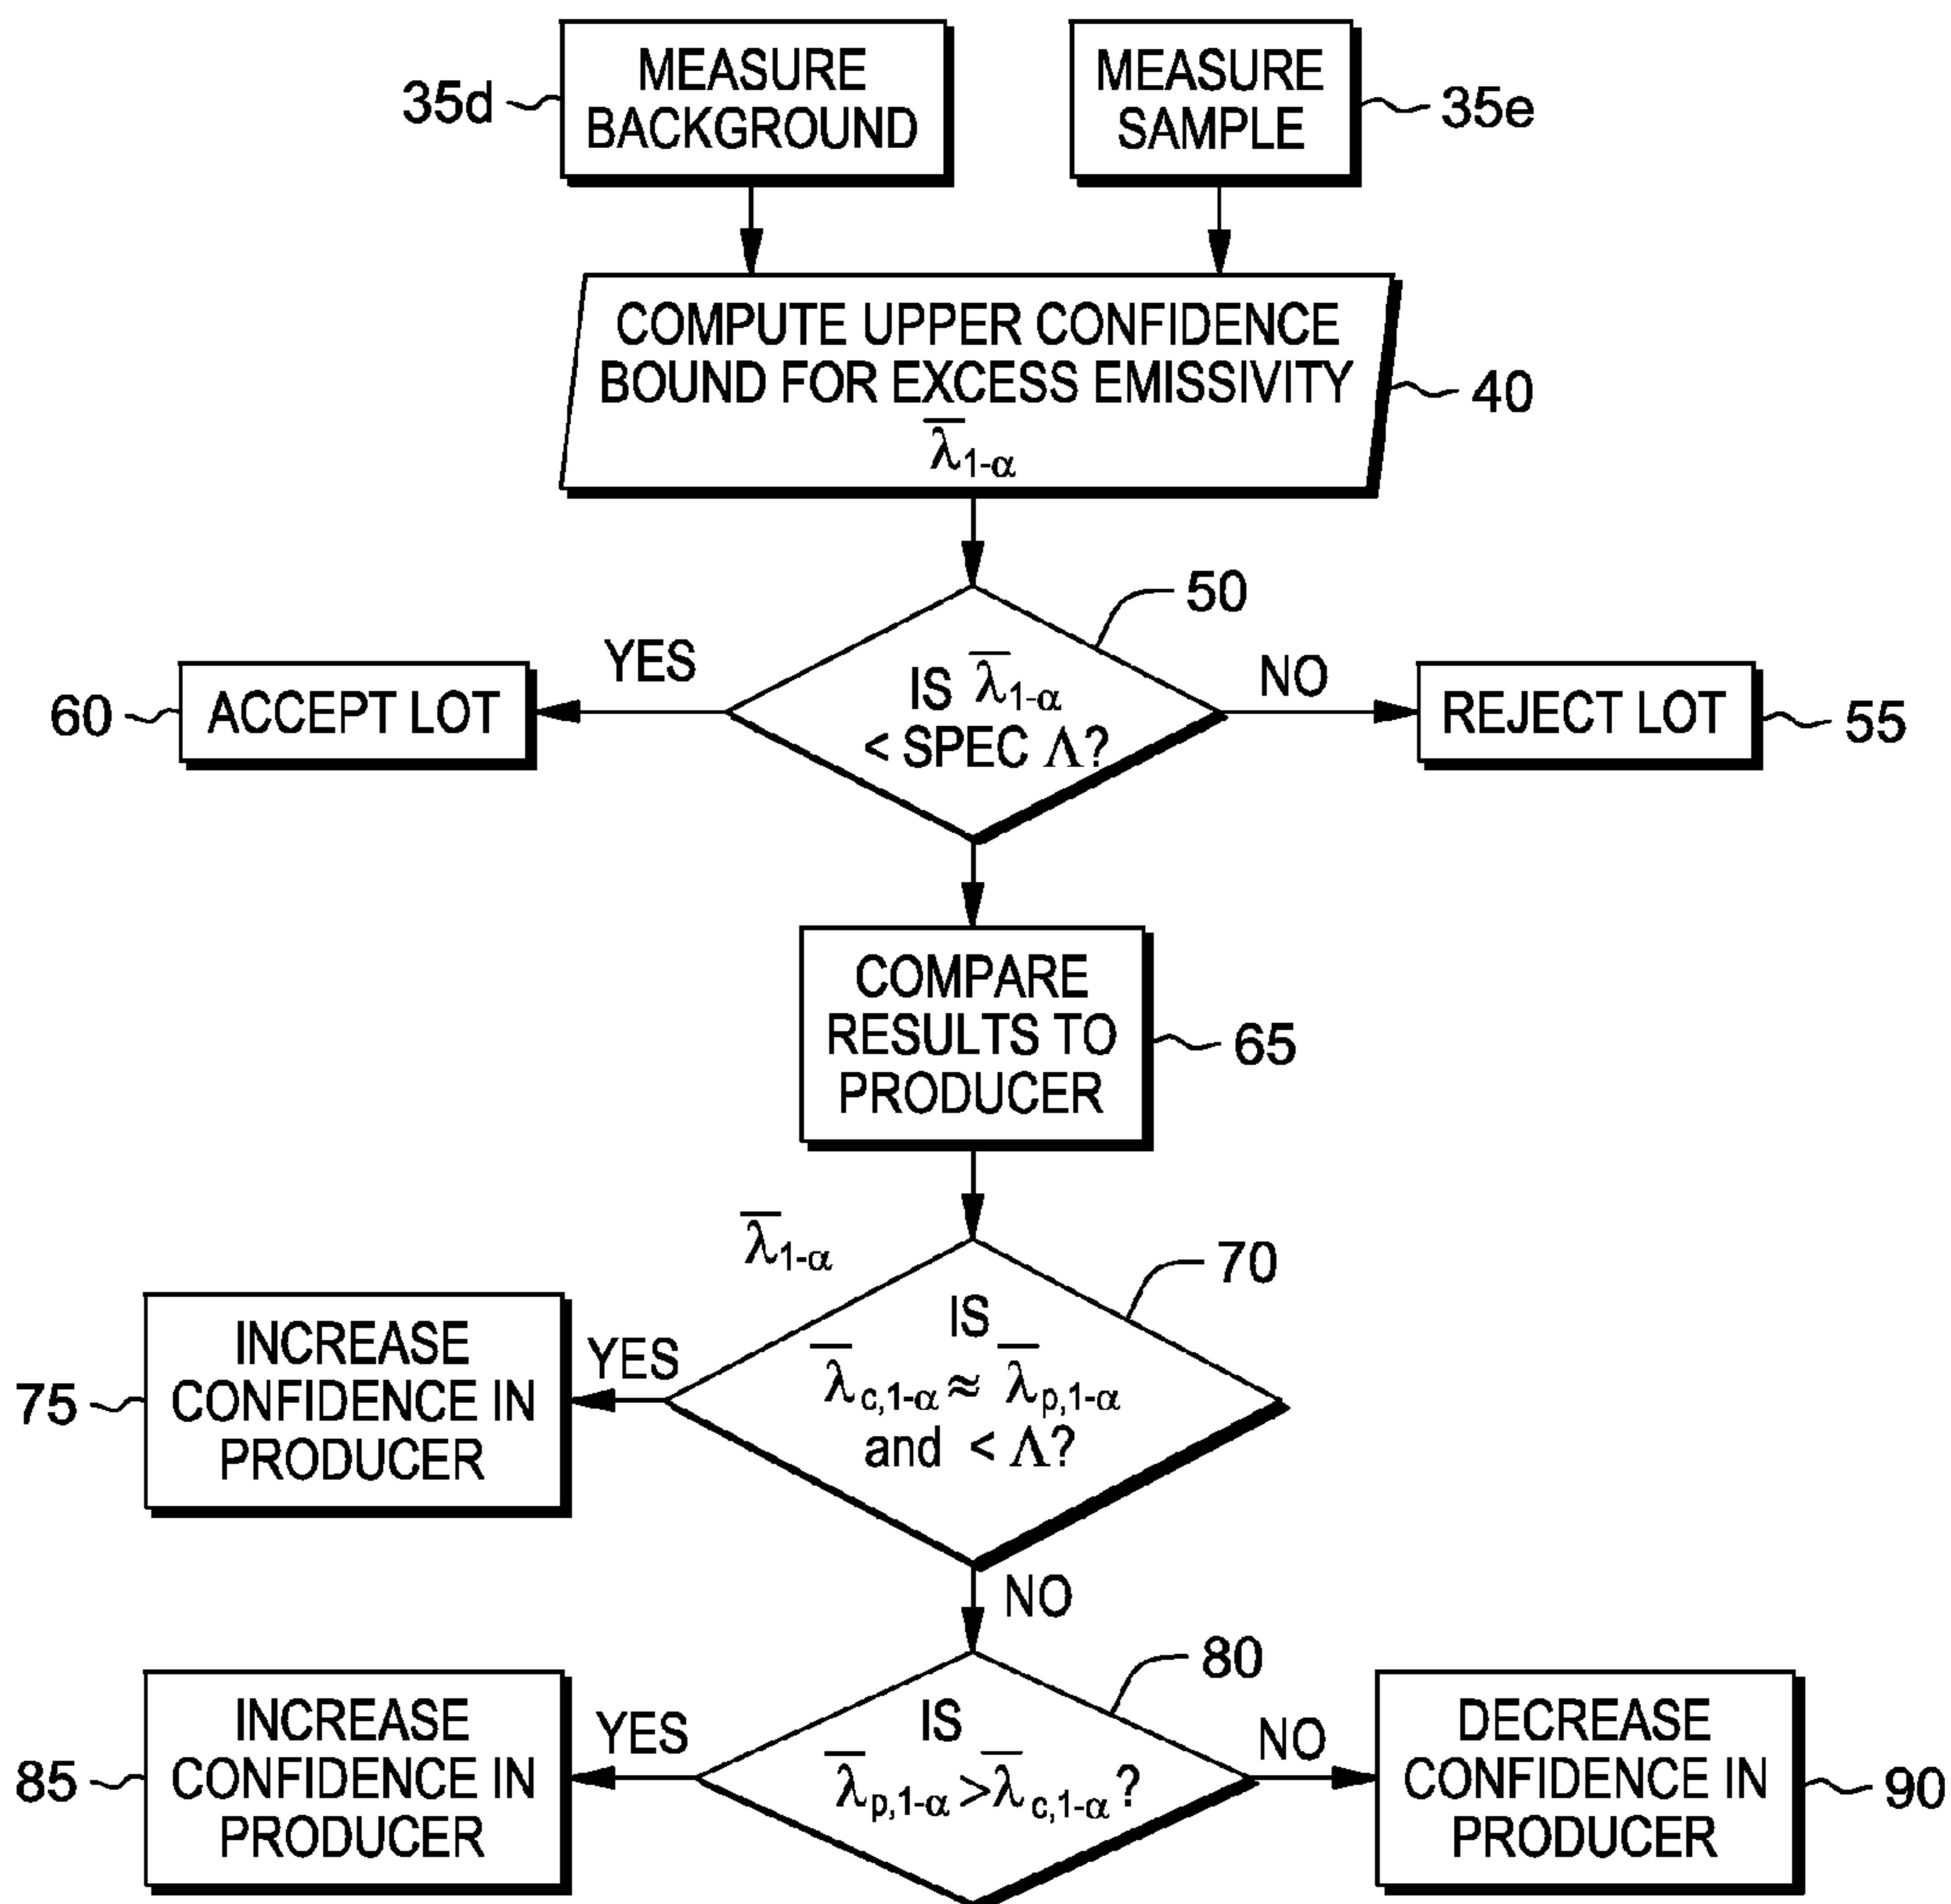 MEASURE
BACKGROUND
35d
MEASURE
SAMPLE
35e
COMPUTE UPPER CONFIDENCE
BOUND FOR EXCESS EMISSIVITY
λ̅1-α
40
50
IS λ̅1-α
< SPEC Λ?
YES
NO
60
ACCEPT LOT
REJECT LOT
55
COMPARE
RESULTS TO
PRODUCER
65
λ̅1-α
70
IS
λ̅c,1-α ≈ λ̅p,1-α
and < Λ?
YES
75
INCREASE
CONFIDENCE IN
PRODUCER
NO
80
IS
λ̅p,1-α > λ̅c,1-α ?
YES
NO
85
INCREASE
CONFIDENCE IN
PRODUCER
DECREASE
CONFIDENCE IN
PRODUCER
90